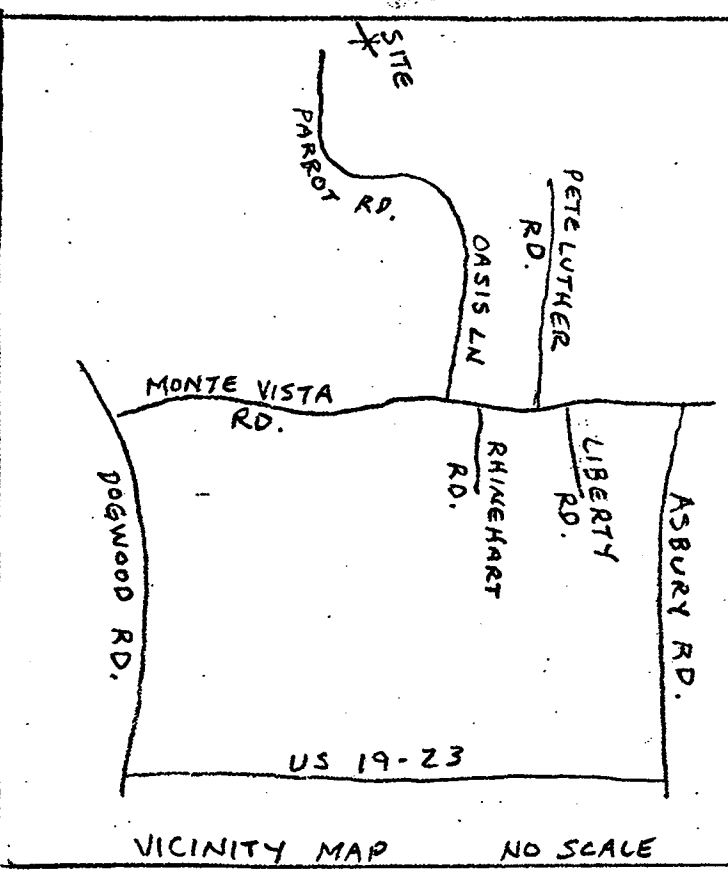 SITE
PARROT RD.
PETE LUTHER
RD.
OASIS LN
MONTE VISTA
RD.
RHINEHART
RD.
LIBERTY
RD.
DOGWOOD RD.
ASBURY RD.
US 19-23
VICINITY MAP NO SCALE